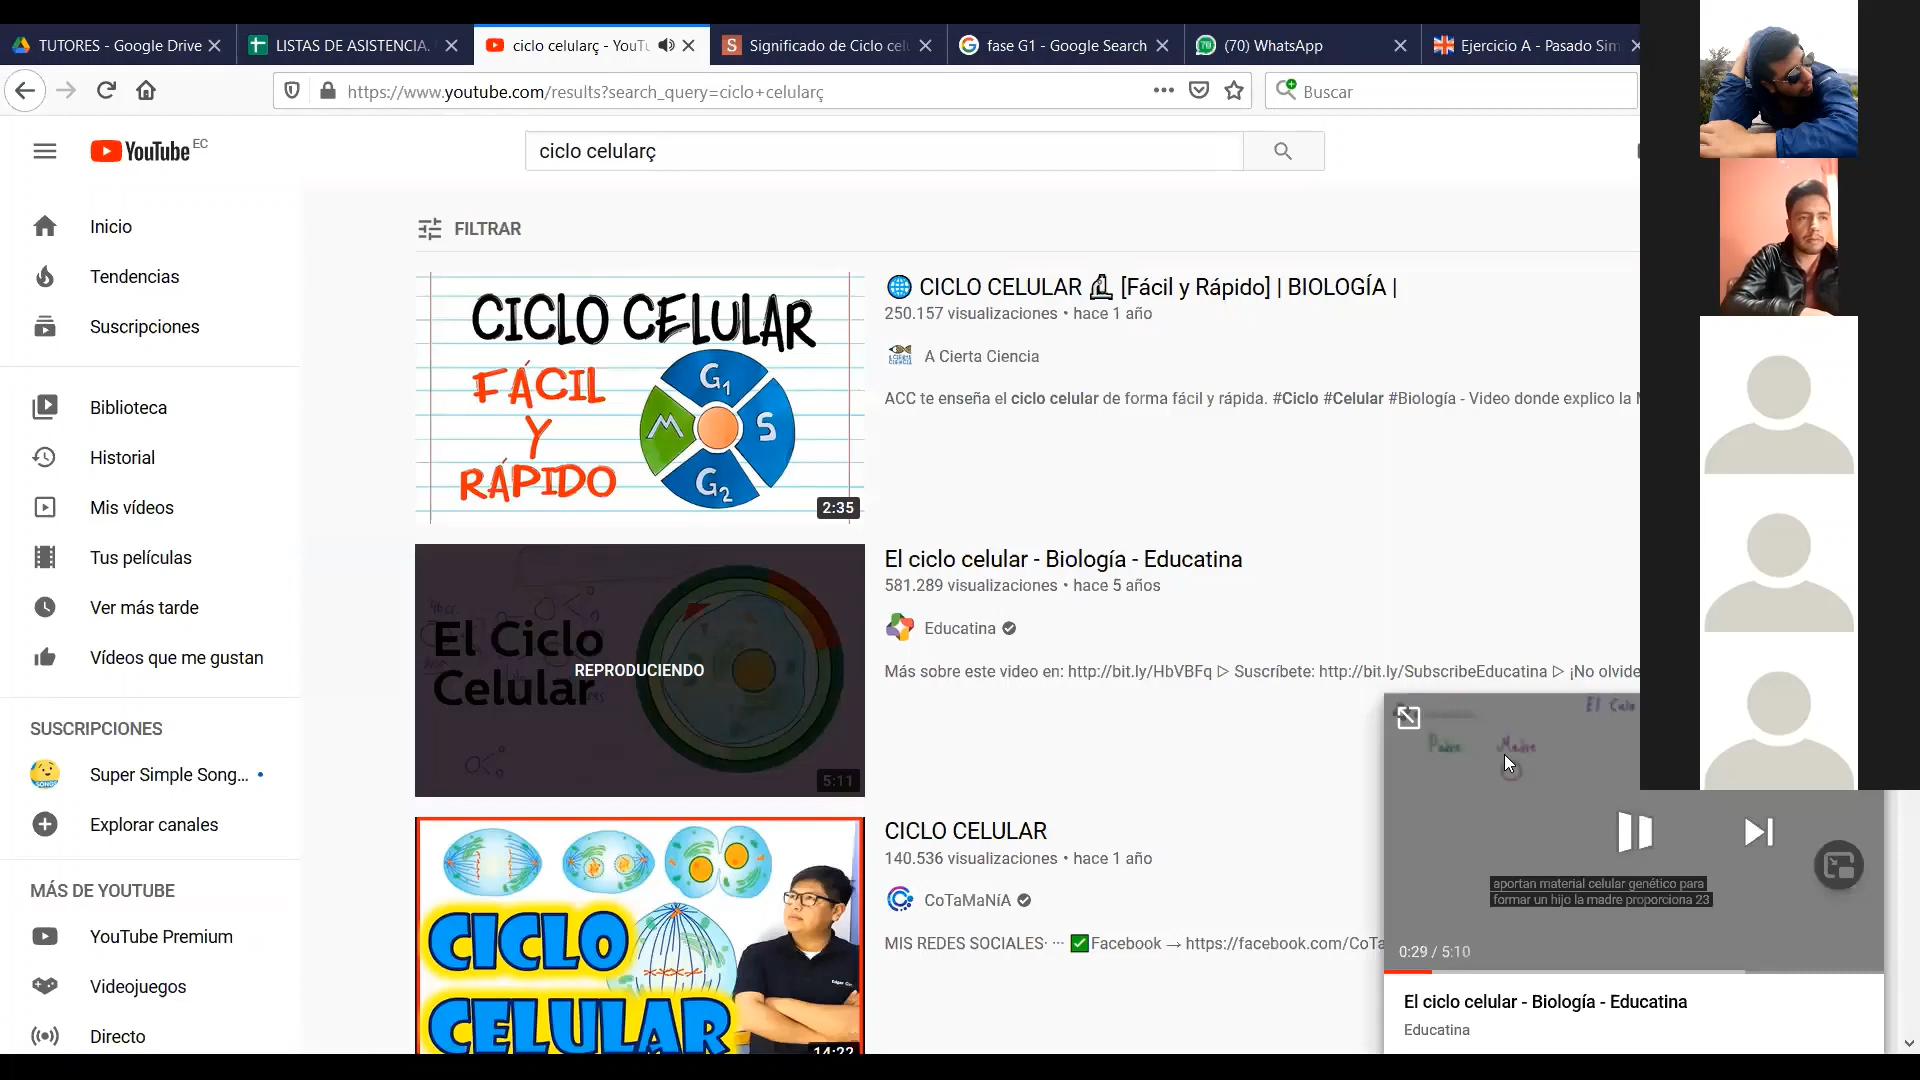 TUTORES - Google Drive
LISTAS DE ASISTENCIA.
ciclo celularç - YouTu
Significado de Ciclo celu
fase G1 - Google Search
(70) WhatsApp
Ejercicio A - Pasado Sim
https://www.youtube.com/results?search_query=ciclo+celularç
Buscar
YouTube EC
ciclo celularç
Inicio
Tendencias
Suscripciones
Biblioteca
Historial
Mis vídeos
Tus películas
Ver más tarde
Vídeos que me gustan
SUSCRIPCIONES
Super Simple Song...
Explorar canales
MÁS DE YOUTUBE
YouTube Premium
Videojuegos
Directo
FILTRAR
CICLO CELULAR
FÁCIL
Y
RÁPIDO
G1
S
G2
M
2:35
CICLO CELULAR [Fácil y Rápido] | BIOLOGÍA |
250.157 visualizaciones • hace 1 año
A Cierta Ciencia
ACC te enseña el ciclo celular de forma fácil y rápida. #Ciclo #Celular #Biología - Video donde explico la M
El Ciclo
Celular
REPRODUCIENDO
5:11
El ciclo celular - Biología - Educatina
581.289 visualizaciones • hace 5 años
Educatina
Más sobre este video en: http://bit.ly/HbVBFq ▷ Suscríbete: http://bit.ly/SubscribeEducatina ▷ ¡No olvide
CICLO
CELULAR
14:22
CICLO CELULAR
140.536 visualizaciones • hace 1 año
CoTaMaNiA
MIS REDES SOCIALES· ··· ✅Facebook → https://facebook.com/CoTa
Padre
Madre
aportan material celular genético para
formar un hijo la madre proporciona 23
0:29 / 5:10
El ciclo celular - Biología - Educatina
Educatina